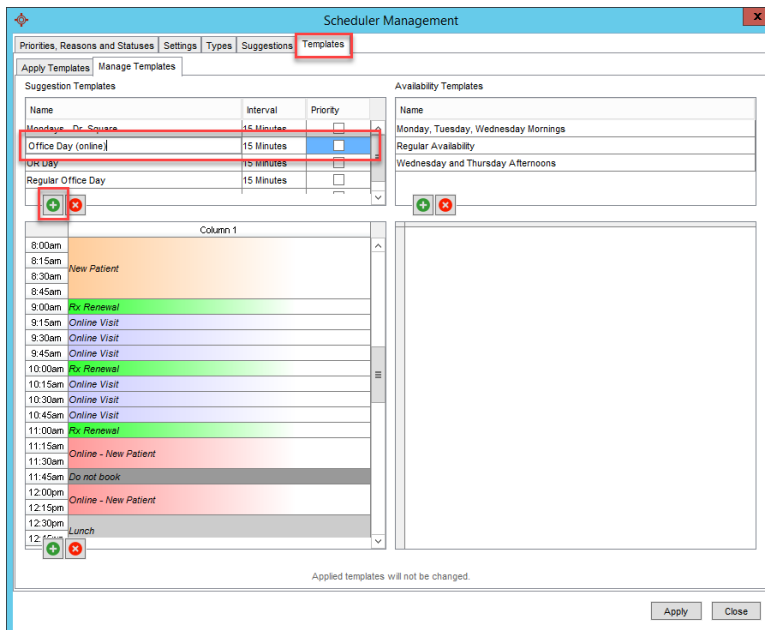 Scheduler Management
x
Priorities, Reasons and Statuses Settings Types Suggestions Templates
Apply Templates Manage Templates
Suggestion Templates
Name Interval Priority
Mondays - Dr. Square 15 Minutes
Office Day (online) 15 Minutes
OR Day 15 Minutes
Regular Office Day 15 Minutes
Availability Templates
Name
Monday, Tuesday, Wednesday Mornings
Regular Availability
Wednesday and Thursday Afternoons
Column 1
8:00am
8:15am
New Patient
8:30am
8:45am
9:00am Rx Renewal
9:15am Online Visit
9:30am Online Visit
9:45am Online Visit
10:00am Rx Renewal
10:15am Online Visit
10:30am Online Visit
10:45am Online Visit
11:00am Rx Renewal
11:15am
Online - New Patient
11:30am
11:45am Do not book
12:00pm
Online - New Patient
12:15pm
12:30pm
Lunch
Applied templates will not be changed.
Apply Close